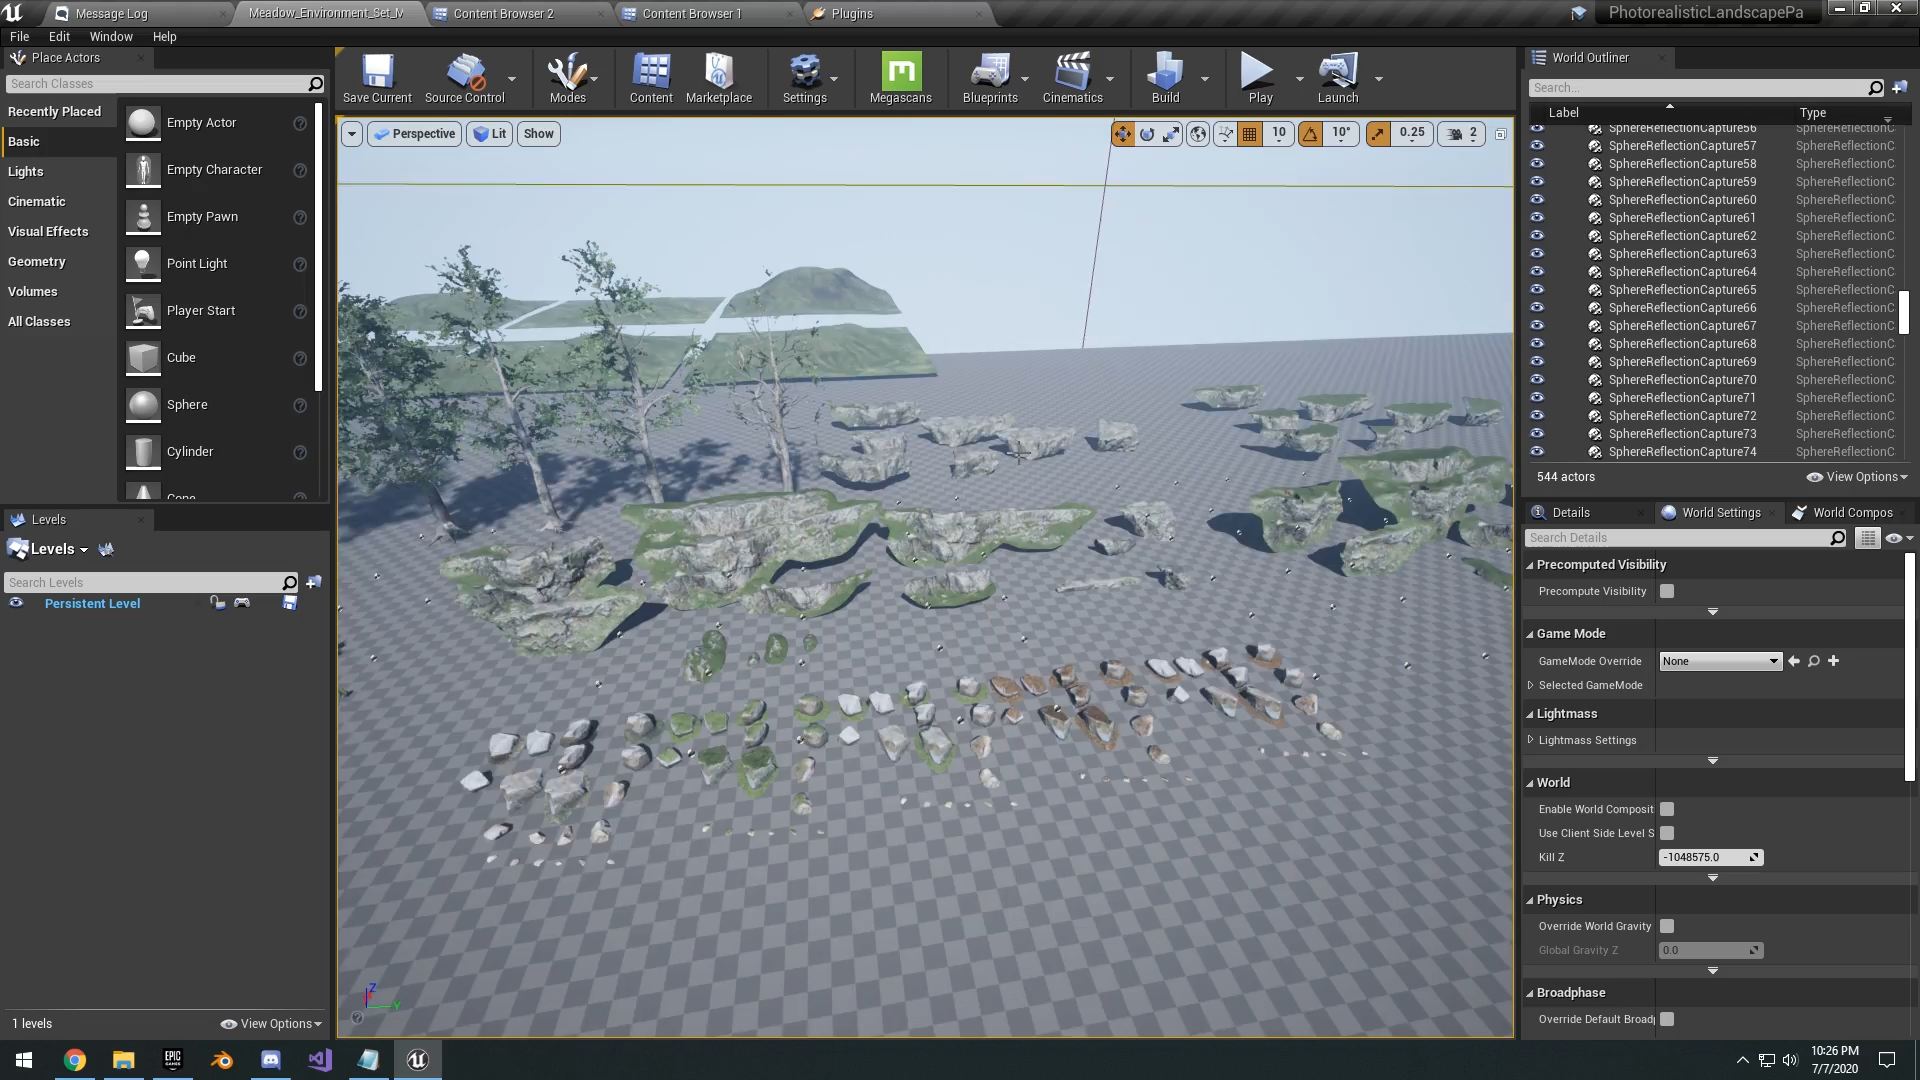 Message Log
Meadow_Environment_Set_M
Content Browser 2
Content Browser 1
Plugins
PhotorealisticLandscapePa
File
Edit
Window
Help
Place Actors
Search Classes
Recently Placed
Basic
Lights
Cinematic
Visual Effects
Geometry
Volumes
All Classes
Empty Actor
Empty Character
Empty Pawn
Point Light
Player Start
Cube
Sphere
Cylinder
Cone
Levels
Levels
Search Levels
Persistent Level
1 levels
View Options
Save Current
Source Control
Modes
Content
Marketplace
Settings
Megascans
Blueprints
Cinematics
Build
Play
Launch
Perspective
Lit
Show
10
10°
0.25
2
Z
Y
World Outliner
Search...
Label
Type
SphereReflectionCapture56 SphereReflectionC
SphereReflectionCapture57 SphereReflectionC
SphereReflectionCapture58 SphereReflectionC
SphereReflectionCapture59 SphereReflectionC
SphereReflectionCapture60 SphereReflectionC
SphereReflectionCapture61 SphereReflectionC
SphereReflectionCapture62 SphereReflectionC
SphereReflectionCapture63 SphereReflectionC
SphereReflectionCapture64 SphereReflectionC
SphereReflectionCapture65 SphereReflectionC
SphereReflectionCapture66 SphereReflectionC
SphereReflectionCapture67 SphereReflectionC
SphereReflectionCapture68 SphereReflectionC
SphereReflectionCapture69 SphereReflectionC
SphereReflectionCapture70 SphereReflectionC
SphereReflectionCapture71 SphereReflectionC
SphereReflectionCapture72 SphereReflectionC
SphereReflectionCapture73 SphereReflectionC
SphereReflectionCapture74 SphereReflectionC
544 actors
View Options
Details
World Settings
World Compos
Search Details
Precomputed Visibility
Precompute Visibility
Game Mode
GameMode Override
None
Selected GameMode
Lightmass
Lightmass Settings
World
Enable World Composit
Use Client Side Level S
Kill Z
-1048575.0
Physics
Override World Gravity
Global Gravity Z
0.0
Broadphase
Override Default Broad
EPIC
GAMES
10:26 PM
7/7/2020